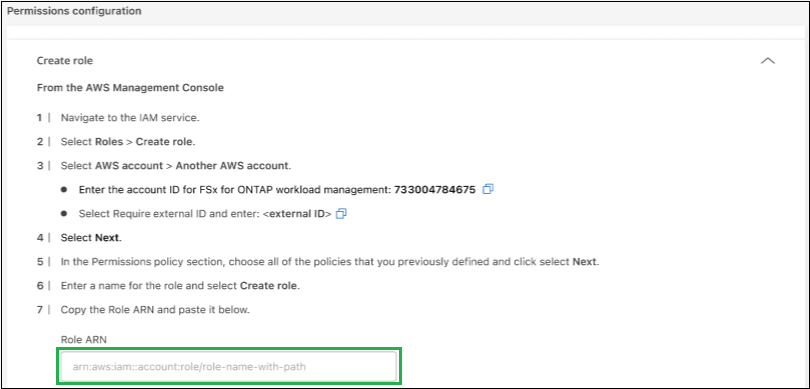 Permissions configuration
Create role
From the AWS Management Console
1 | Navigate to the IAM service.
2 | Select Roles > Create role.
3 | Select AWS account > Another AWS account.
● Enter the account ID for FSx for ONTAP workload management: 733004784675
● Select Require external ID and enter: <external ID>
4 | Select Next.
5 | In the Permissions policy section, choose all of the policies that you previously defined and click select Next.
6 | Enter a name for the role and select Create role.
7 | Copy the Role ARN and paste it below.
Role ARN
arn:aws:iam::account:role/role-name-with-path